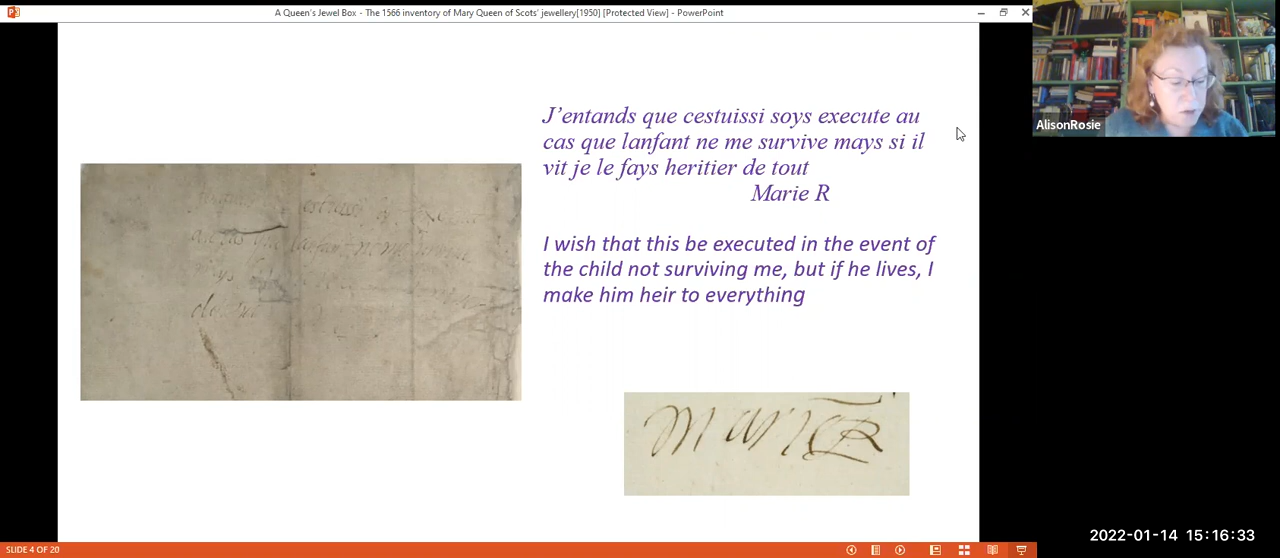 A Queen's Jewel Box - The 1566 inventory of Mary Queen of Scots' jewellery[1950] [Protected View] - PowerPoint
J'entands que cestuissi soys execute au
cas que lanfant ne me survive mays si il
vit je le fays heritier de tout
Marie R
I wish that this be executed in the event of
the child not surviving me, but if he lives, I
make him heir to everything
MarieR
AlisonRosie
SLIDE 4 OF 20
2022-01-14 15:16:33